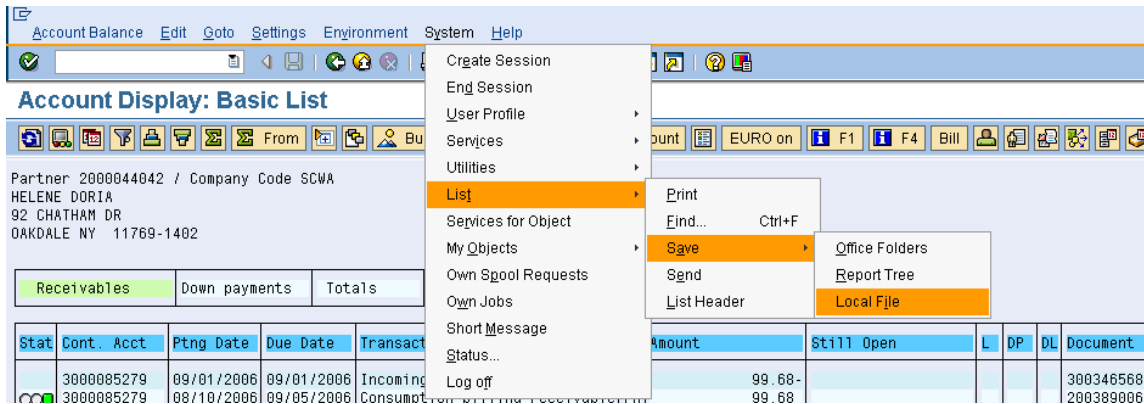 Account Balance Edit Goto Settings Environment System Help
Account Display: Basic List
From Bu ount EURO on F1 F4 Bill
Partner 2000044042 / Company Code SCWA
HELENE DORIA
92 CHATHAM DR
OAKDALE NY 11769-1402
Receivables Down payments Totals
Create Session
End Session
User Profile
Services
Utilities
List
Services for Object
My Objects
Own Spool Requests
Own Jobs
Short Message
Status...
Log off
Print
Find... Ctrl+F
Save
Send
List Header
Office Folders
Report Tree
Local File
Stat Cont. Acct Ptng Date Due Date Transact Amount Still Open L DP DL Document
3000085279 09/01/2006 09/01/2006 Incoming 99.68- 300346568
3000085279 08/10/2006 09/05/2006 99.68 200389006